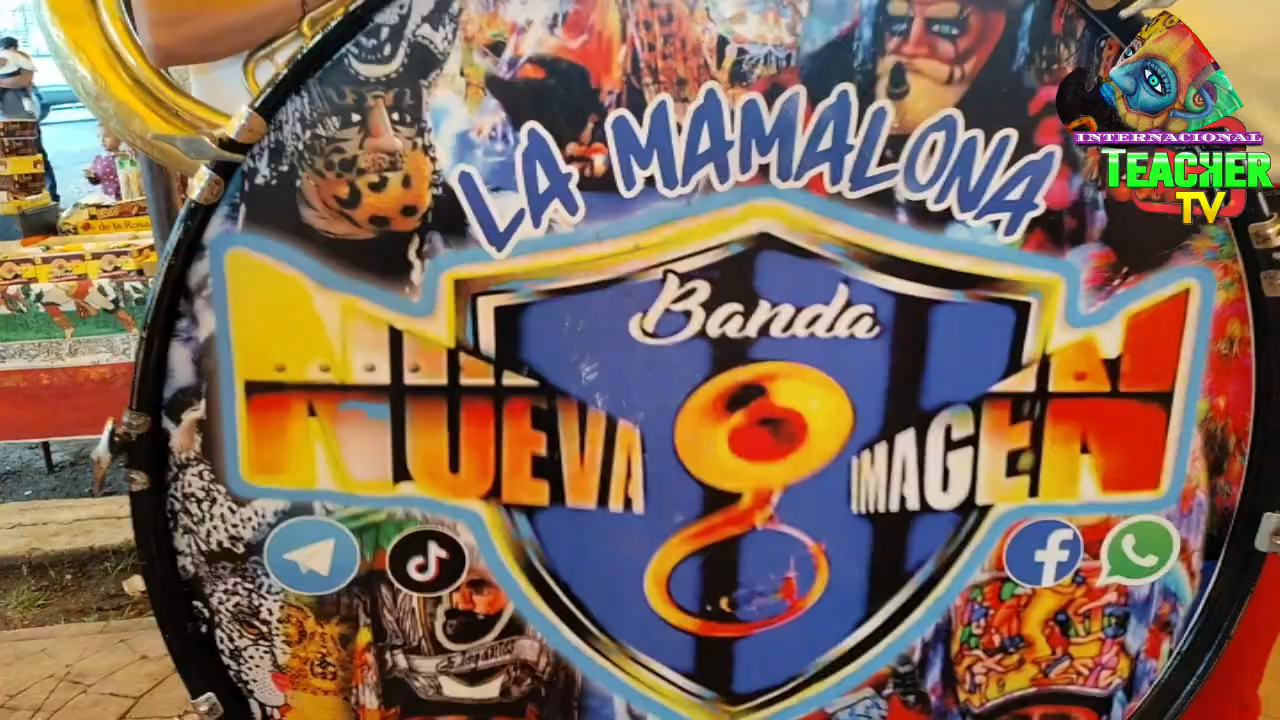 INTERNACIONAL
TEACHER
TV
LA MAMALONA
Banda
NUEVA
IMAGEN